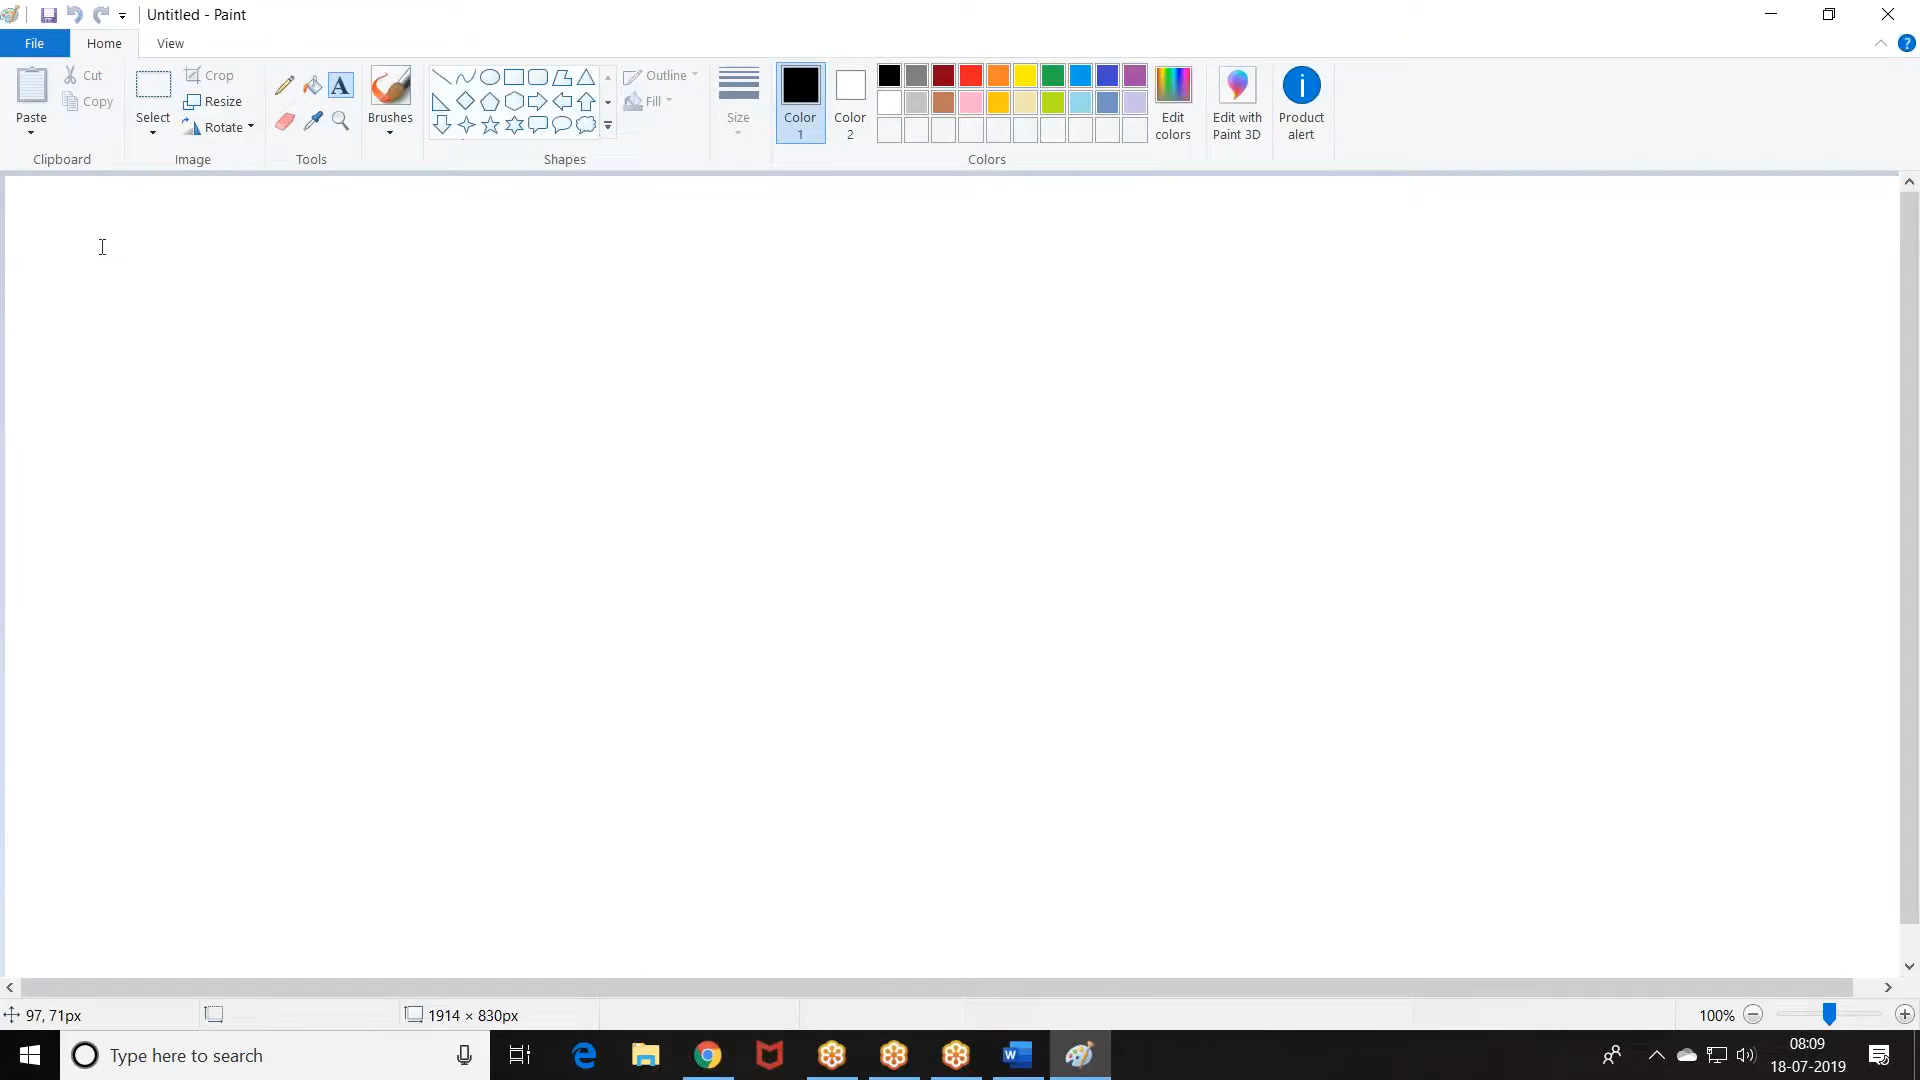 Untitled - Paint
File
Home
View
Paste
Cut
Copy
Clipboard
Select
Crop
Resize
Rotate
Image
A
Tools
Brushes
Shapes
Outline
Fill
Size
Color
1
Color
2
Colors
Edit
colors
Edit with
Paint 3D
i
Product
alert
?
97, 71px
1914 × 830px
100%
Type here to search
W
08:09
18-07-2019